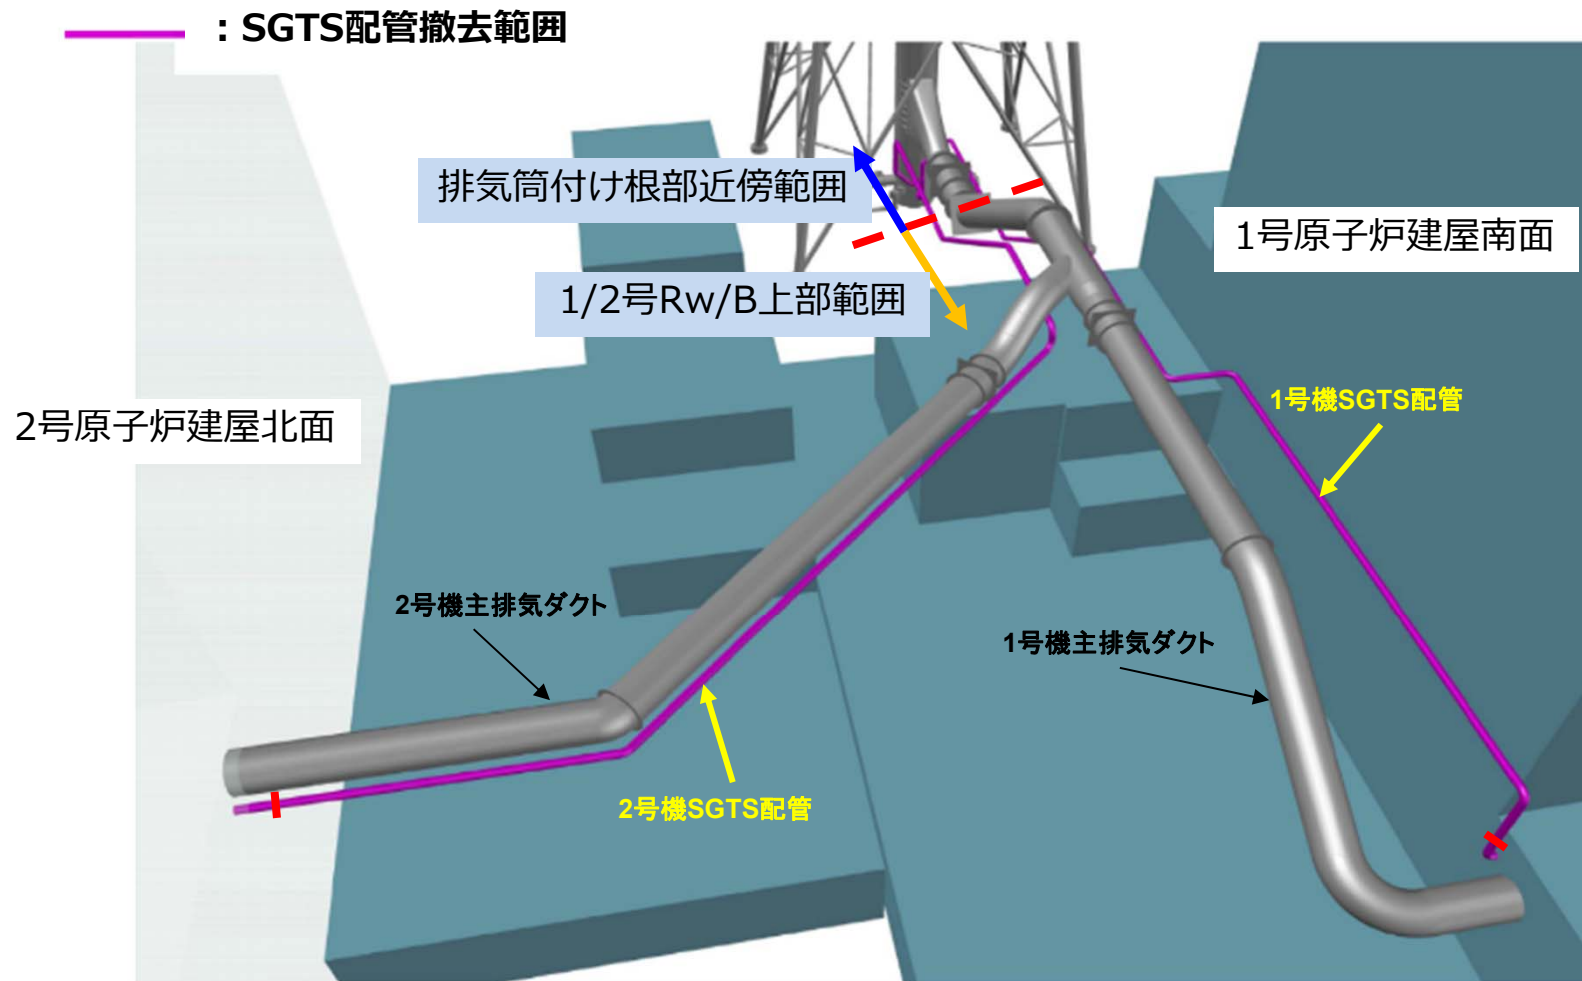 ：SGTS配管撤去範囲
排気筒付け根部近傍範囲
1号原子炉建屋南面
1/2号Rw/B上部範囲
1号機SGTS配管
2号原子炉建屋北面
2号機主排気ダクト
1号機主排気ダクト
2号機SGTS配管